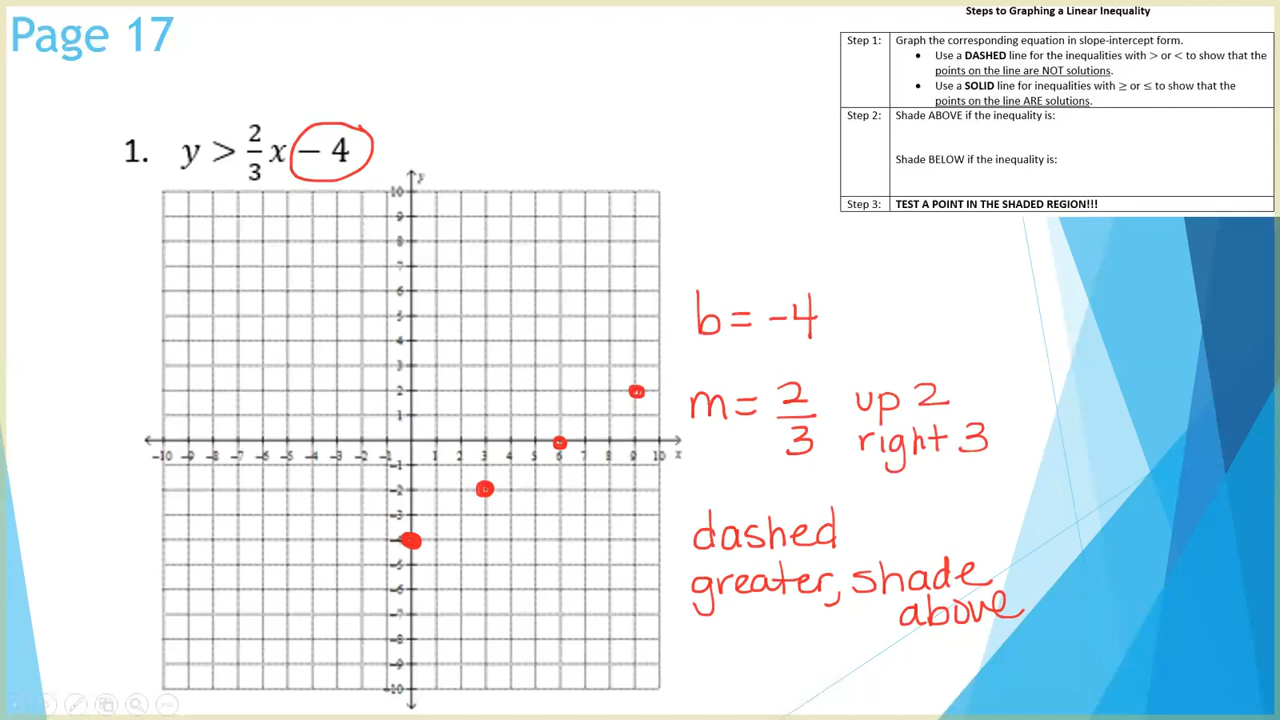 Page 17
Steps to Graphing a Linear Inequality
Step 1: Graph the corresponding equation in slope-intercept form.
• Use a DASHED line for the inequalities with > or < to show that the
points on the line are NOT solutions.
• Use a SOLID line for inequalities with ≥ or ≤ to show that the
points on the line ARE solutions.
Step 2: Shade ABOVE if the inequality is:
Shade BELOW if the inequality is:
Step 3: TEST A POINT IN THE SHADED REGION!!!
1. y > 2/3 x − 4
y
10
9
8
7
6
5
4
3
2
1
-10 -9 -8 -7 -6 -5 -4 -3 -2 -1 1 2 3 4 5 6 7 8 9 10 x
-1
-2
-3
-4
-5
-6
-7
-8
-9
-10
b = -4
m = 2/3 up 2
right 3
dashed
greater, shade
above